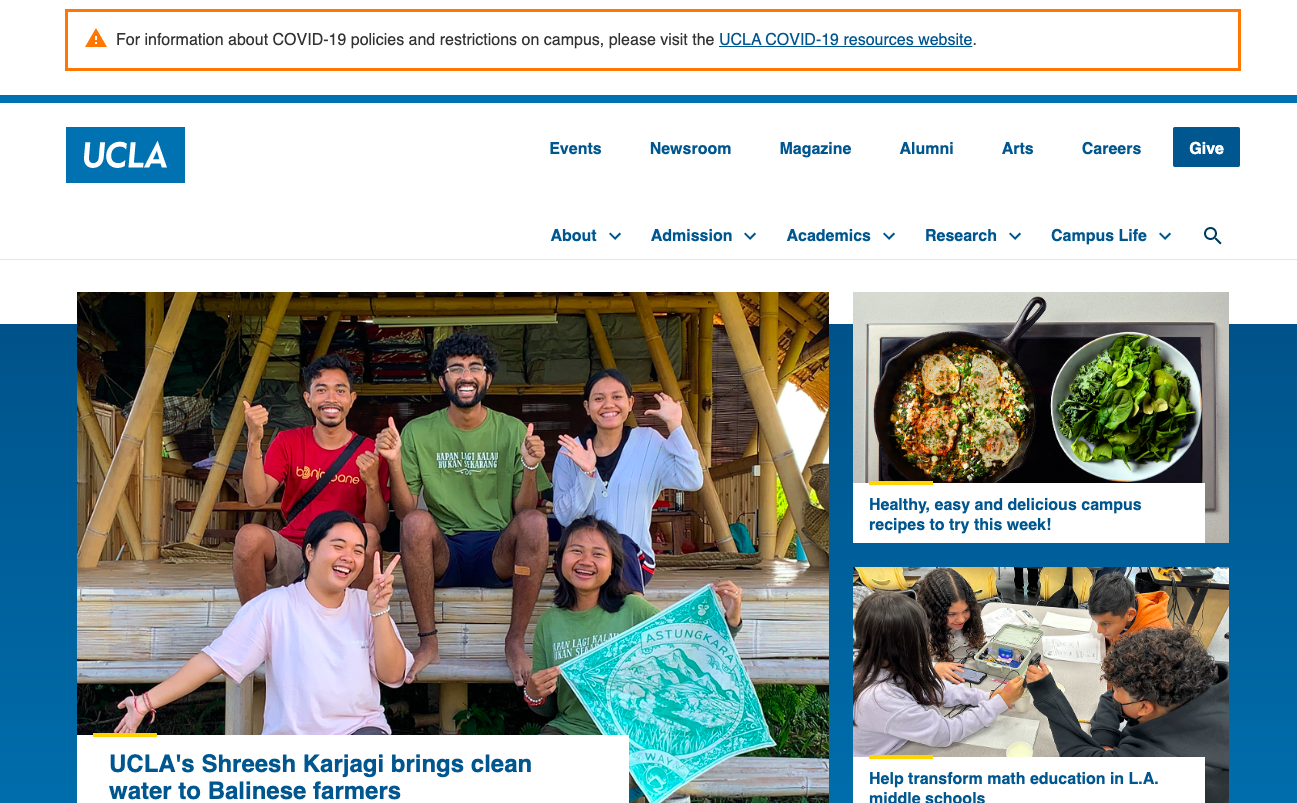 For information about COVID-19 policies and restrictions on campus, please visit the UCLA COVID-19 resources website.
UCLA
Events Newsroom Magazine Alumni Arts Careers Give
About Admission Academics Research Campus Life
KAPAN LAGI KALAU
BUKAN SEKARANG
ASTUNGKARA
WAY
Healthy, easy and delicious campus
recipes to try this week!
UCLA's Shreesh Karjagi brings clean
water to Balinese farmers
Help transform math education in L.A.
middle schools